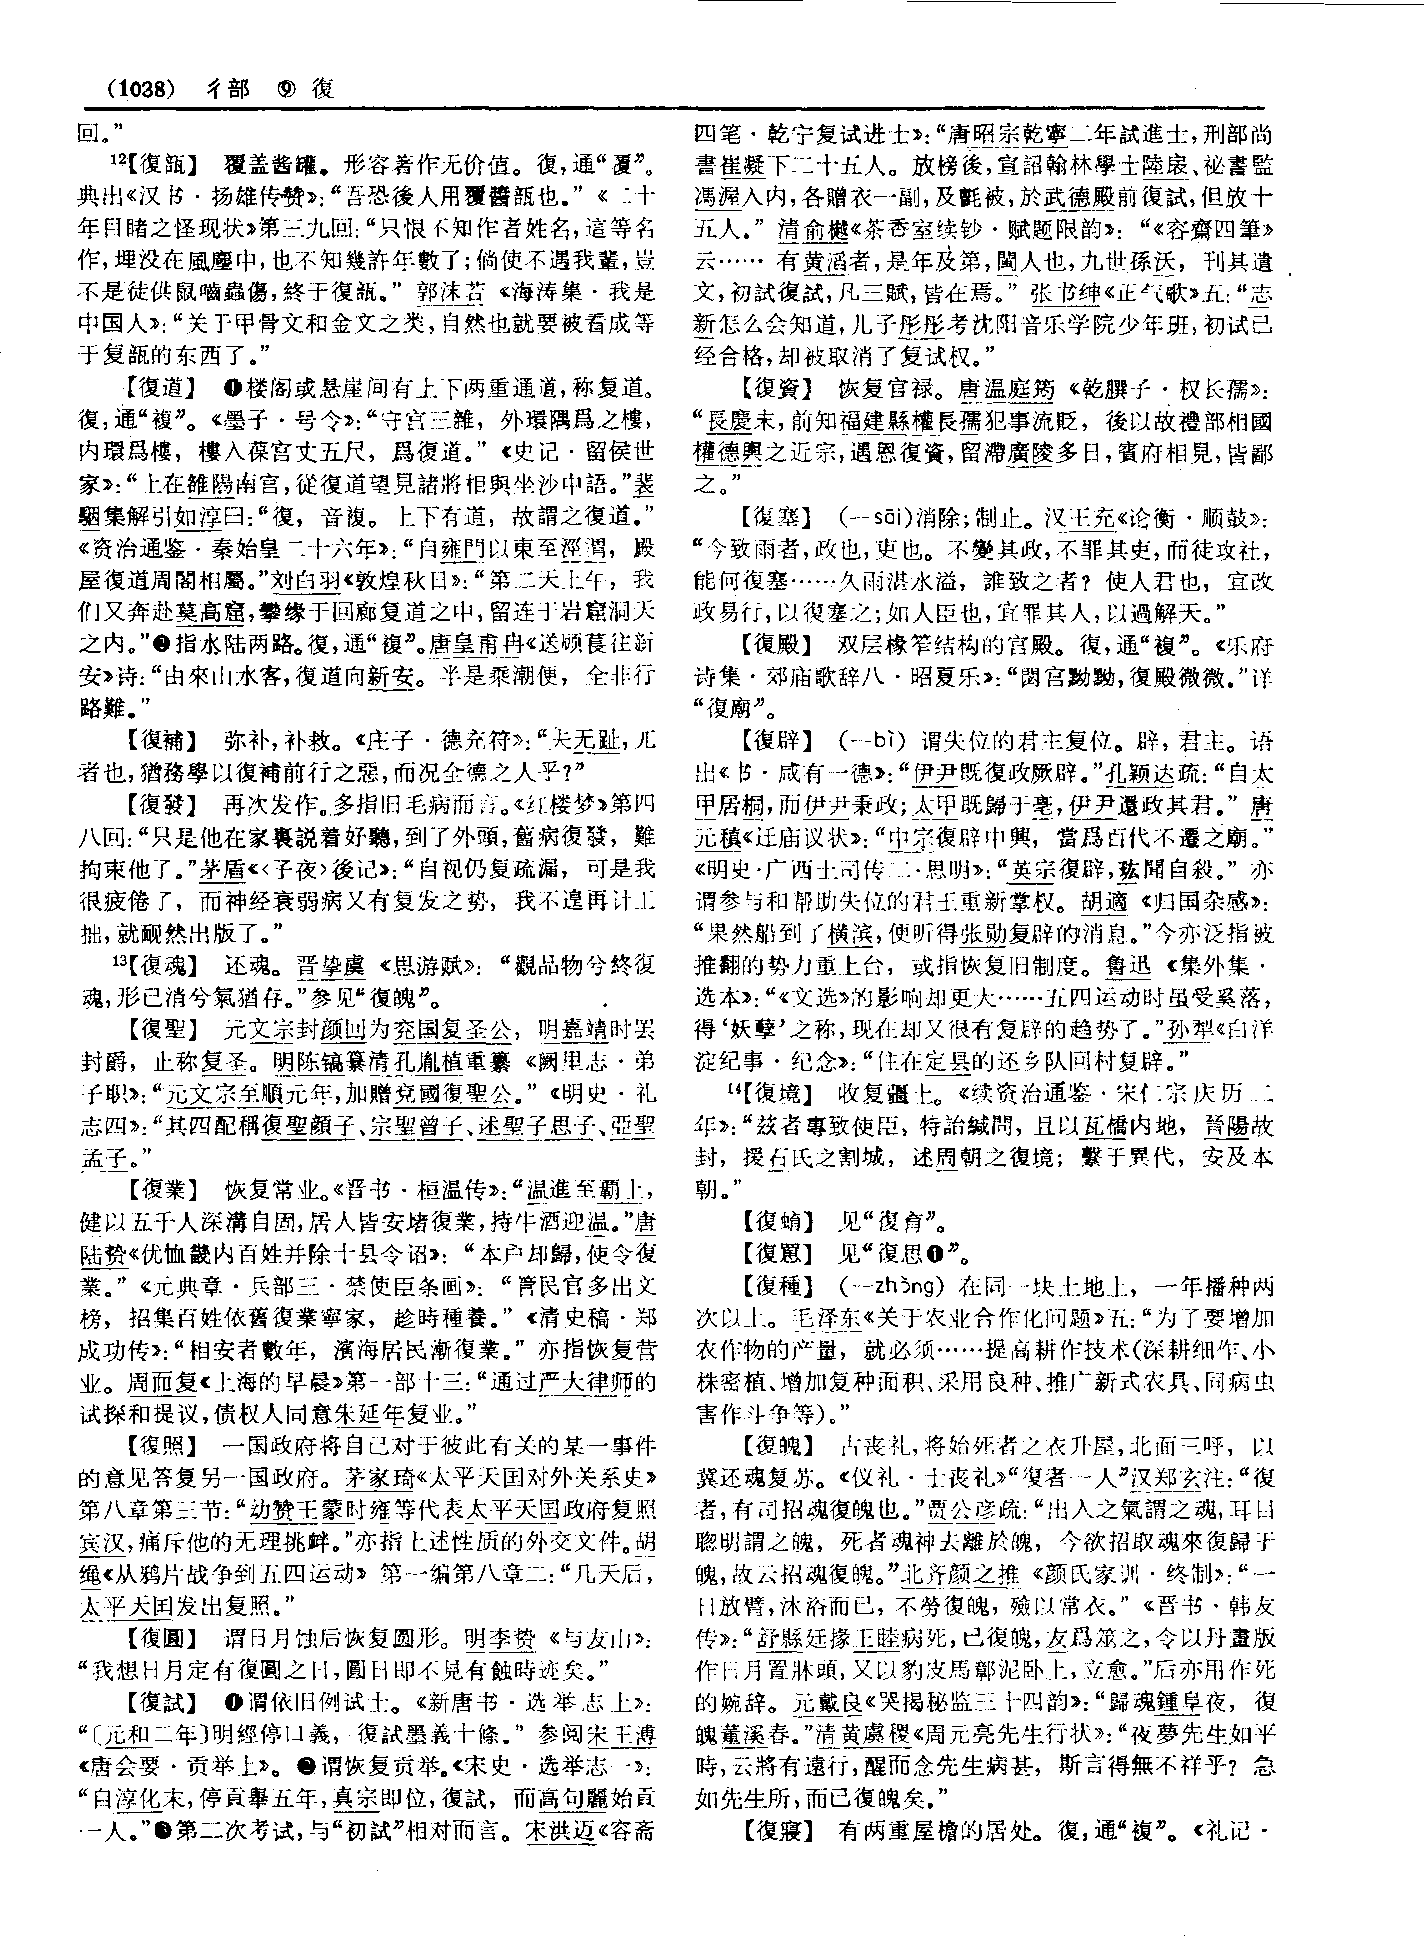 (1038) 彳部 ⑨ 復
回。”
¹²【復瓿】 覆盖酱罐。形容著作无价值。復,通“覆”。
典出《汉书·扬雄传赞》:“吾恐後人用覆醬瓿也。”《二十
年目睹之怪现状》第三九回:“只恨不知作者姓名,這等名
作,埋没在風塵中,也不知幾許年數了;倘使不遇我輩,豈
不是徒供鼠嚙蟲傷,終于復瓿。” 郭沫若《海涛集·我是
中国人》:“关于甲骨文和金文之类,自然也就要被看成等
于复瓿的东西了。”
【復道】 ❶楼阁或悬崖间有上下两重通道,称复道。
復,通“複”。《墨子·号令》:“守宫三雜,外環隅爲之樓,
内環爲樓,樓入葆宫丈五尺,爲復道。”《史记·留侯世
家》:“上在雒陽南宫,從復道望見諸將相與坐沙中語。”裴
駰集解引如淳曰:“復,音複。上下有道,故謂之復道。”
《资治通鉴·秦始皇二十六年》:“自雍門以東至涇渭,殿
屋復道周閣相屬。”刘白羽《敦煌秋日》:“第二天上午,我
们又奔赴莫高窟,攀缘于回廊复道之中,留连于岩窟洞天
之内。”❷指水陆两路。復,通“複”。唐皇甫冉《送顾苌往新
安》诗:“由來山水客,復道向新安。半是乘潮便,全非行
路難。”
【復補】 弥补,补救。《庄子·德充符》:“夫无趾,兀
者也,猶務學以復補前行之惡,而况全德之人乎?”
【復發】 再次发作。多指旧毛病而言。《红楼梦》第四
八回:“只是他在家裏説着好聽,到了外頭,舊病復發,難
拘束他了。”茅盾《〈子夜〉後记》:“自视仍复疏漏,可是我
很疲倦了,而神经衰弱病又有复发之势,我不遑再计工
拙,就靦然出版了。”
¹³【復魂】 还魂。晋挚虞《思游赋》:“觀品物兮終復
魂,形已消兮氣猶存。”参见“復魄”。
【復聖】 元文宗封颜回为兖国复圣公,明嘉靖时罢
封爵,止称复圣。明陈镐纂清孔胤植重纂《阙里志·弟
子职》:“元文宗至順元年,加贈兗國復聖公。”《明史·礼
志四》:“其四配稱復聖顔子、宗聖曾子、述聖子思子、亞聖
孟子。”
【復業】 恢复常业。《晋书·桓温传》:“温進至霸上,
健以五千人深溝自固,居人皆安堵復業,持牛酒迎温。”唐
陆贽《优恤畿内百姓并除十县令诏》:“本户却歸,使令復
業。”《元典章·兵部三·禁使臣条画》:“管民官多出文
榜,招集百姓依舊復業寧家,趁時種養。”《清史稿·郑
成功传》:“相安者數年,濱海居民漸復業。”亦指恢复营
业。周而复《上海的早晨》第一部十三:“通过严大律师的
试探和提议,债权人同意朱延年复业。”
【復照】 一国政府将自己对于彼此有关的某一事件
的意见答复另一国政府。茅家琦《太平天国对外关系史》
第八章第三节:“幼赞王蒙时雍等代表太平天国政府复照
宾汉,痛斥他的无理挑衅。”亦指上述性质的外交文件。胡
绳《从鸦片战争到五四运动》第一编第八章二:“几天后,
太平天国发出复照。”
【復圓】 谓日月蚀后恢复圆形。明李贽《与友山》:
“我想日月定有復圓之日,圓日即不見有蝕時迹矣。”
【復試】 ❶谓依旧例试士。《新唐书·选举志上》:
“〔元和二年〕明經停口義,復試墨義十條。”参阅宋王溥
《唐会要·贡举上》。❷谓恢复贡举。《宋史·选举志一》:
“自淳化末,停貢舉五年,真宗即位,復試,而高句麗始貢
一人。”❸第二次考试,与“初試”相对而言。宋洪迈《容斋
四笔·乾宁复试进士》:“唐昭宗乾寧二年試進士,刑部尚
書崔凝下二十五人。放榜後,宣詔翰林學士陸扆、祕書監
馮渥入内,各贈衣一副,及氈被,於武德殿前復試,但放十
五人。”清俞樾《茶香室续钞·赋题限韵》:“《容齋四筆》
云……有黄滔者,是年及第,閩人也,九世孫沃,刊其遺
文,初試復試,凡三賦,皆在焉。”张书绅《正气歌》五:“志
新怎么会知道,儿子彤彤考沈阳音乐学院少年班,初试已
经合格,却被取消了复试权。”
【復資】 恢复官禄。唐温庭筠《乾𦠆子·权长孺》:
“長慶末,前知福建縣權長孺犯事流貶,後以故禮部相國
權德輿之近宗,遇恩復資,留滯廣陵多日,賓府相見,皆鄙
之。”
【復塞】 (—sāi)消除;制止。汉王充《论衡·顺鼓》:
“今致雨者,政也,吏也。不變其政,不罪其吏,而徒攻社,
能何復塞……久雨湛水溢,誰致之者?使人君也,宜改
政易行,以復塞之;如人臣也,宜罪其人,以過解天。”
【復殿】 双层椽笮结构的宫殿。復,通“複”。《乐府
诗集·郊庙歌辞八·昭夏乐》:“閟宫黝黝,復殿微微。”详
“復廟”。
【復辟】 (—bì)谓失位的君主复位。辟,君主。语
出《书·咸有一德》:“伊尹既復政厥辟。”孔颖达疏:“自太
甲居桐,而伊尹秉政;太甲既歸于亳,伊尹還政其君。”唐
元稹《迁庙议状》:“中宗復辟中興,當爲百代不遷之廟。”
《明史·广西土司传二·思明》:“英宗復辟,𤣩聞自殺。”亦
谓参与和帮助失位的君王重新掌权。胡適《归国杂感》:
“果然船到了横滨,便听得张勋复辟的消息。”今亦泛指被
推翻的势力重上台,或指恢复旧制度。鲁迅《集外集·
选本》:“《文选》的影响却更大……五四运动时虽受奚落,
得‘妖孽’之称,现在却又很有复辟的趋势了。”孙犁《白洋
淀纪事·纪念》:“住在定县的还乡队回村复辟。”
¹⁴【復境】 收复疆土。《续资治通鉴·宋仁宗庆历二
年》:“兹者專致使臣,特詒緘問,且以瓦橋内地,晉陽故
封,援石氏之割城,述周朝之復境;繫于異代,安及本
朝。”
【復蜟】 见“復育”。
【復罳】 见“復思❶”。
【復種】 (—zhòng)在同一块土地上,一年播种两
次以上。毛泽东《关于农业合作化问题》五:“为了要增加
农作物的产量,就必须……提高耕作技术(深耕细作、小
株密植、增加复种面积、采用良种、推广新式农具、同病虫
害作斗争等)。”
【復魄】 古丧礼,将始死者之衣升屋,北面三呼,以
冀还魂复苏。《仪礼·士丧礼》“復者一人”汉郑玄注:“復
者,有司招魂復魄也。”贾公彦疏:“出入之氣謂之魂,耳目
聰明謂之魄,死者魂神去離於魄,今欲招取魂來復歸于
魄,故云招魂復魄。”北齐颜之推《颜氏家训·终制》:“一
日放臂,沐浴而已,不勞復魄,殮以常衣。”《晋书·韩友
传》:“舒縣廷掾王睦病死,已復魄,友爲筮之,令以丹畫版
作日月置牀頭,又以豹皮馬鄣泥卧上,立愈。”后亦用作死
的婉辞。元戴良《哭揭秘监三十四韵》:“歸魂鍾阜夜,復
魄董溪春。”清黄虞稷《周元亮先生行状》:“夜夢先生如平
時,云將有遠行,醒而念先生病甚,斯言得無不祥乎?急
如先生所,而已復魄矣。”
【復寢】 有两重屋檐的居处。復,通“複”。《礼记·